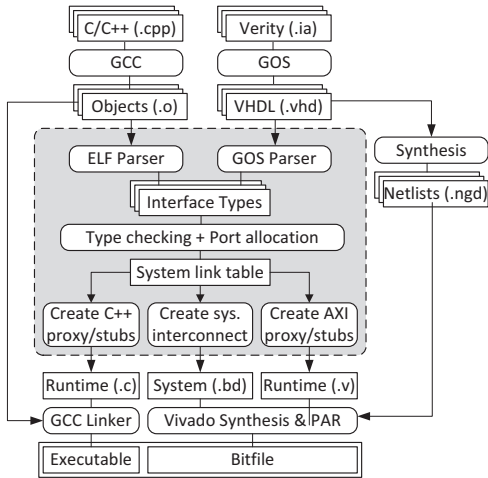 C/C++ (.cpp)
Verity (.ia)
GCC
GOS
Objects (.o)
VHDL (.vhd)
ELF Parser
GOS Parser
Synthesis
Interface Types
Netlists (.ngd)
Type checking + Port allocation
System link table
Create C++
proxy/stubs
Create sys.
interconnect
Create AXI
proxy/stubs
Runtime (.c)
System (.bd)
Runtime (.v)
GCC Linker
Vivado Synthesis & PAR
Executable
Bitfile